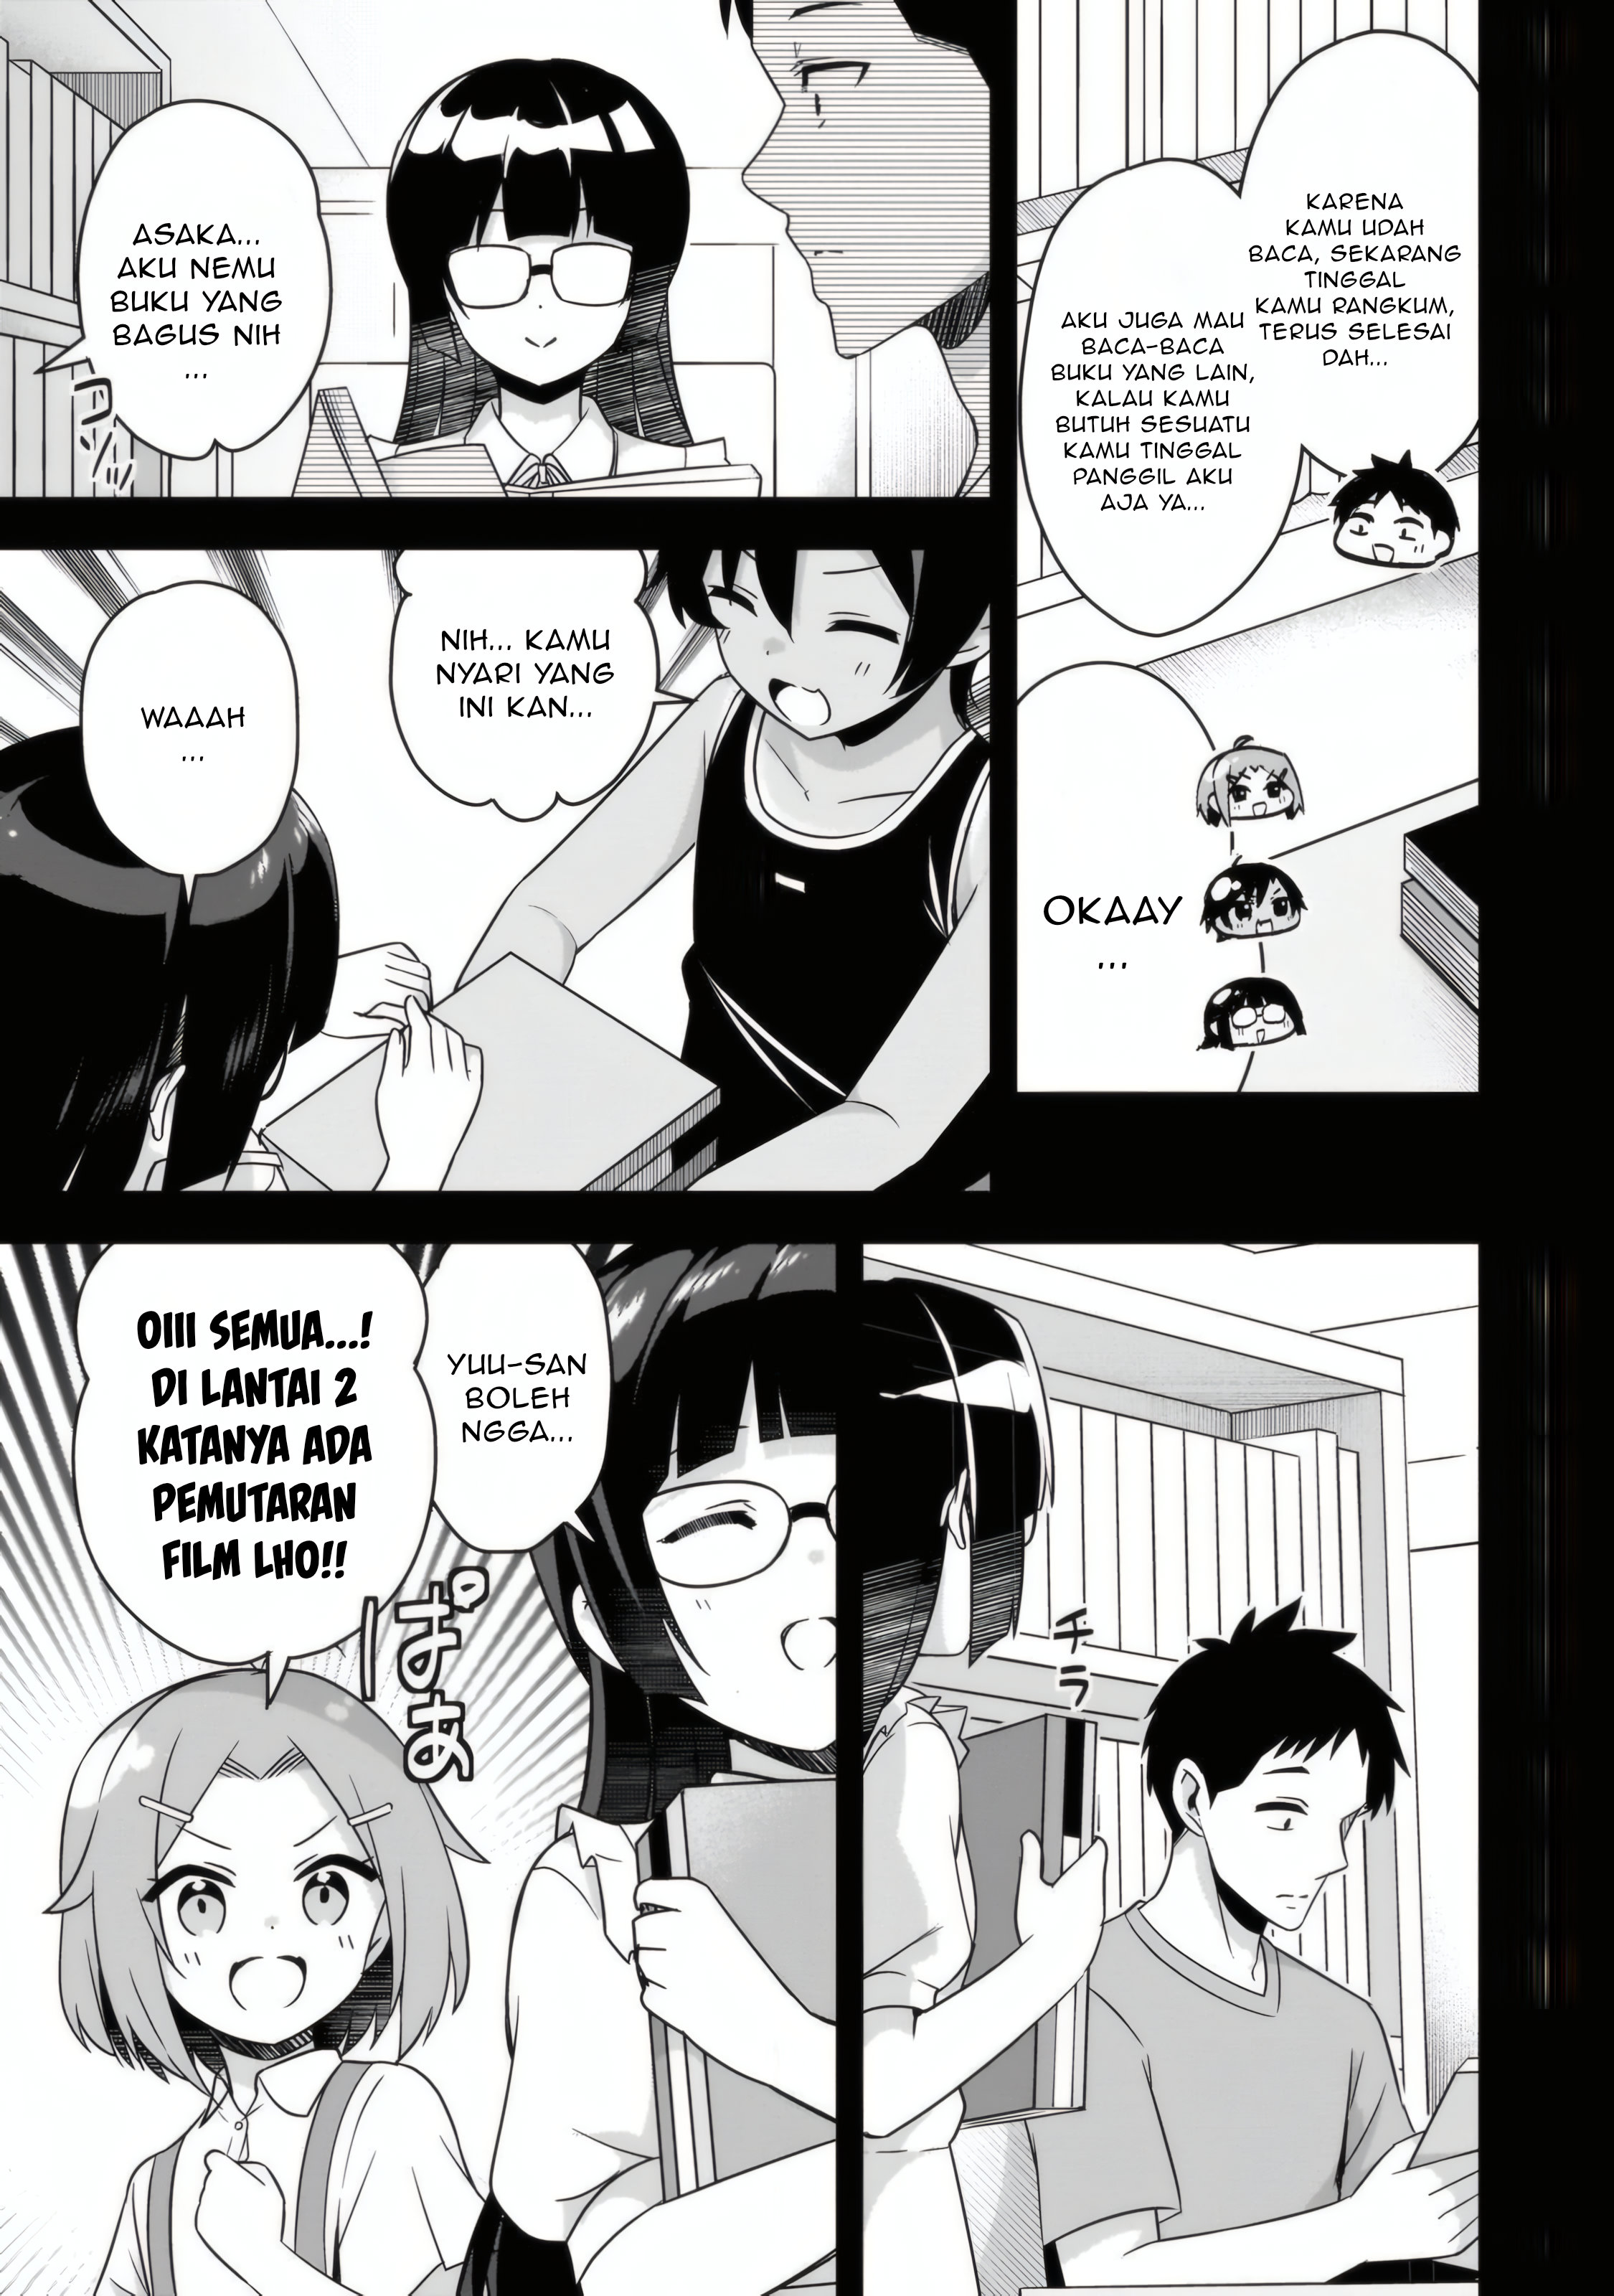 KARENA
KAMU UDAH
BACA, SEKARANG
TINGGAL
KAMU RANGKUM,
TERUS SELESAI
DAH...
AKU JUGA MAU
BACA-BACA
BUKU YANG LAIN,
KALAU KAMU
BUTUH SESUATU
KAMU TINGGAL
PANGGIL AKU
AJA YA...
OKAAY
...
ASAKA...
AKU NEMU
BUKU YANG
BAGUS NIH
...
コソッ
NIH... KAMU
NYARI YANG
INI KAN...
WAAAH
...
チラ
YUU-SAN
BOLEH
NGGA...
OIII SEMUA...!
DI LANTAI 2
KATANYA ADA
PEMUTARAN
FILM LHO!!
ぱあ